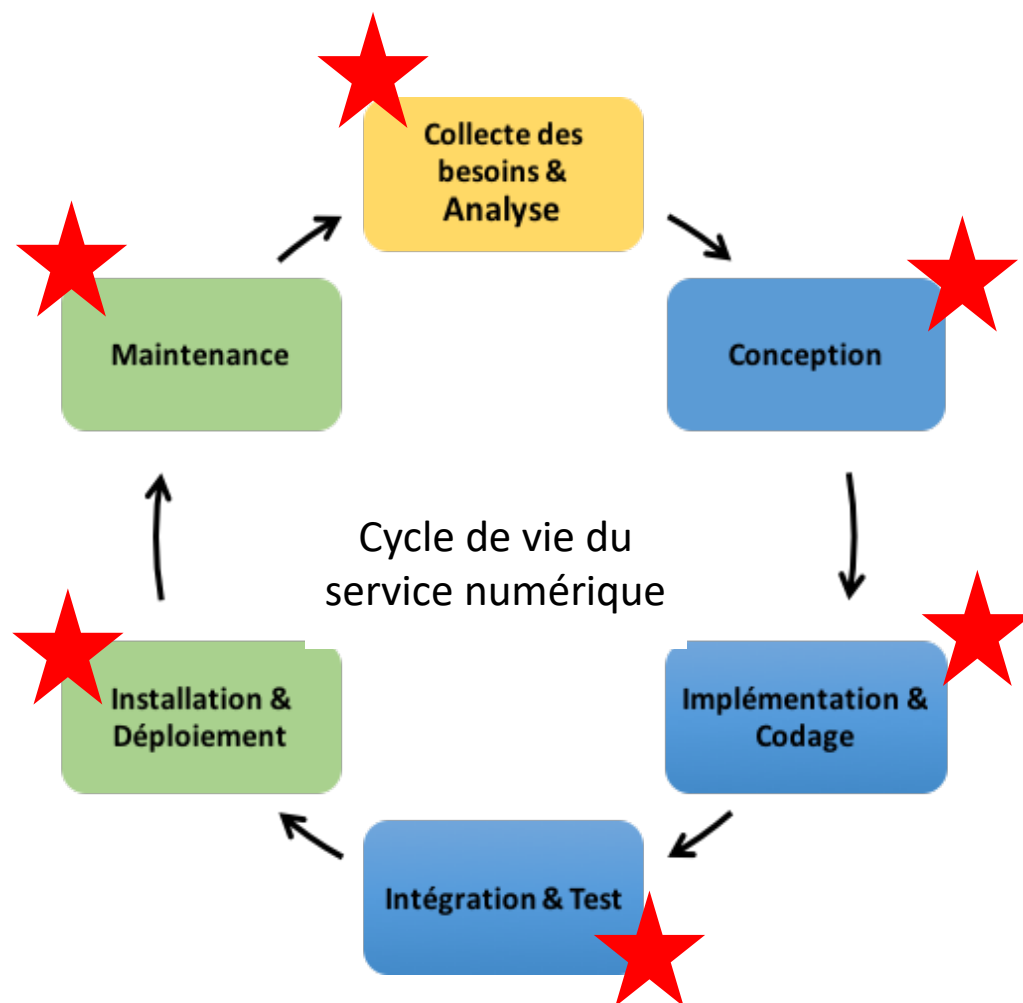 Collecte des
besoins &
Analyse
Conception
Implémentation &
Codage
Intégration & Test
Installation &
Déploiement
Maintenance
Cycle de vie du
service numérique